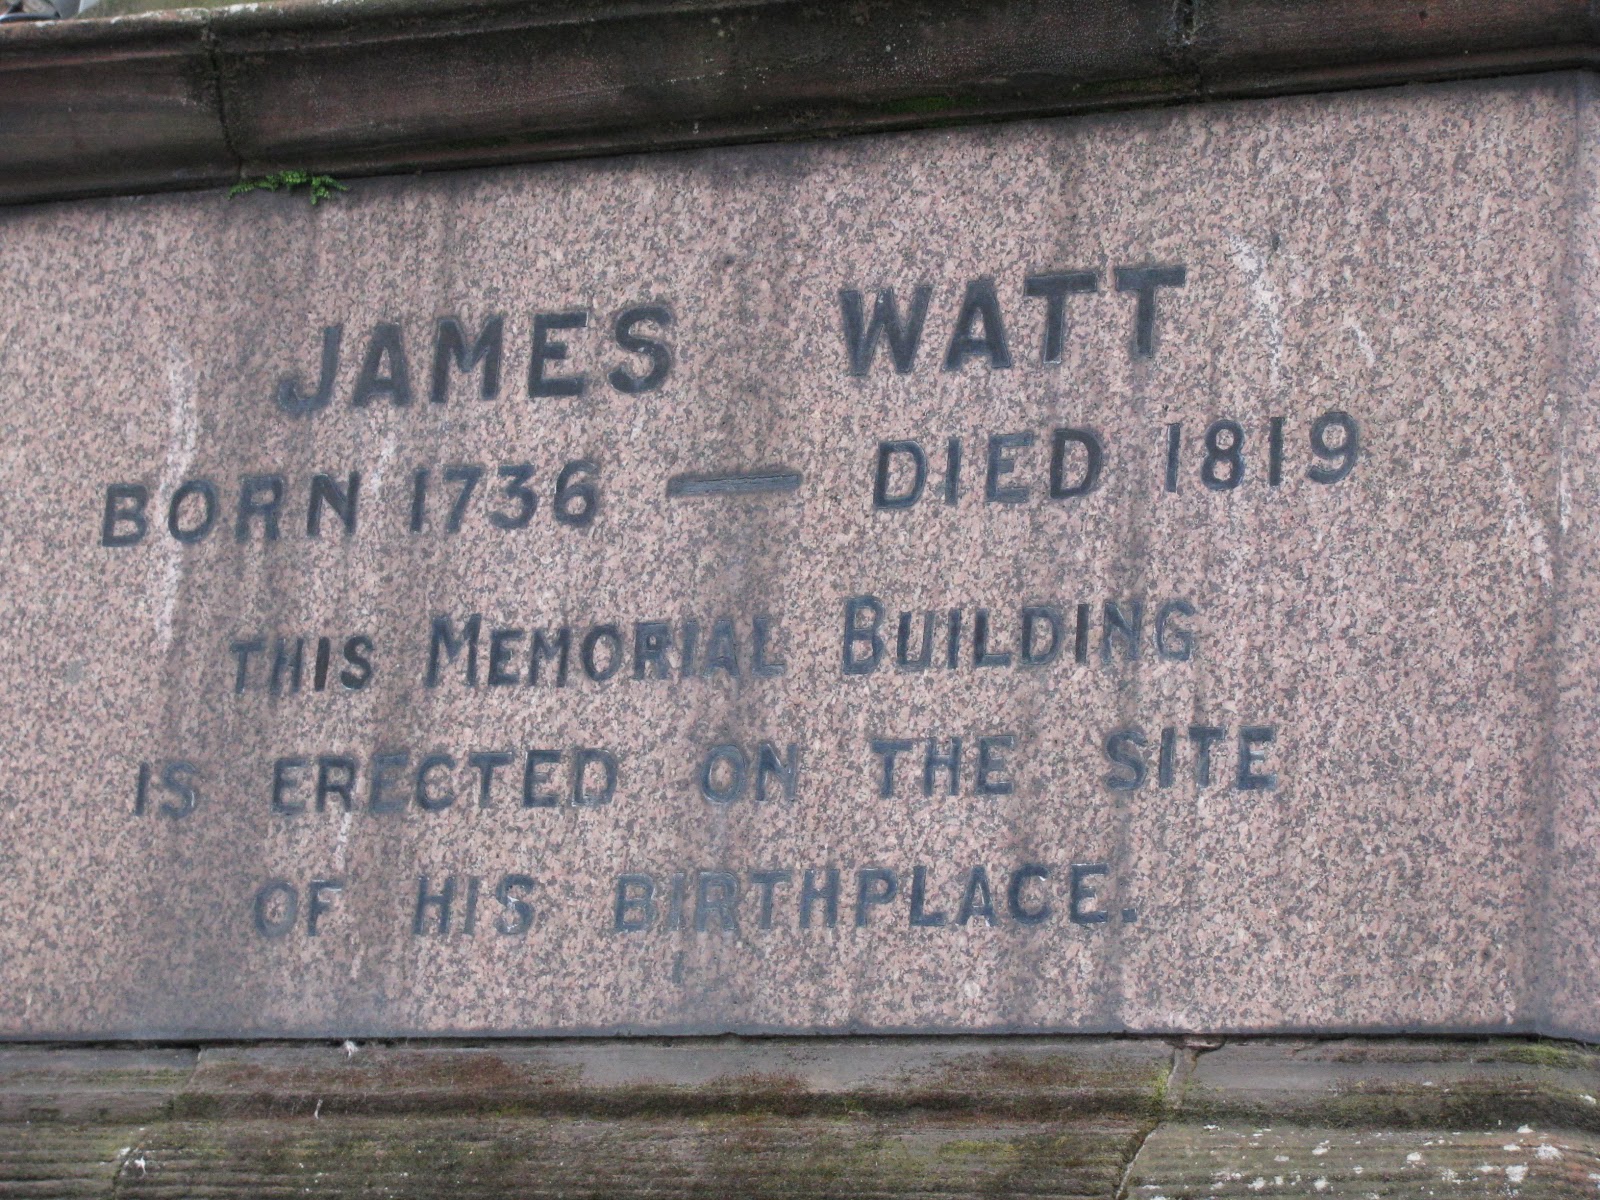 JAMES WATT
BORN 1736 — DIED 1819
THIS MEMORIAL BUILDING
IS ERECTED ON THE SITE
OF HIS BIRTHPLACE.